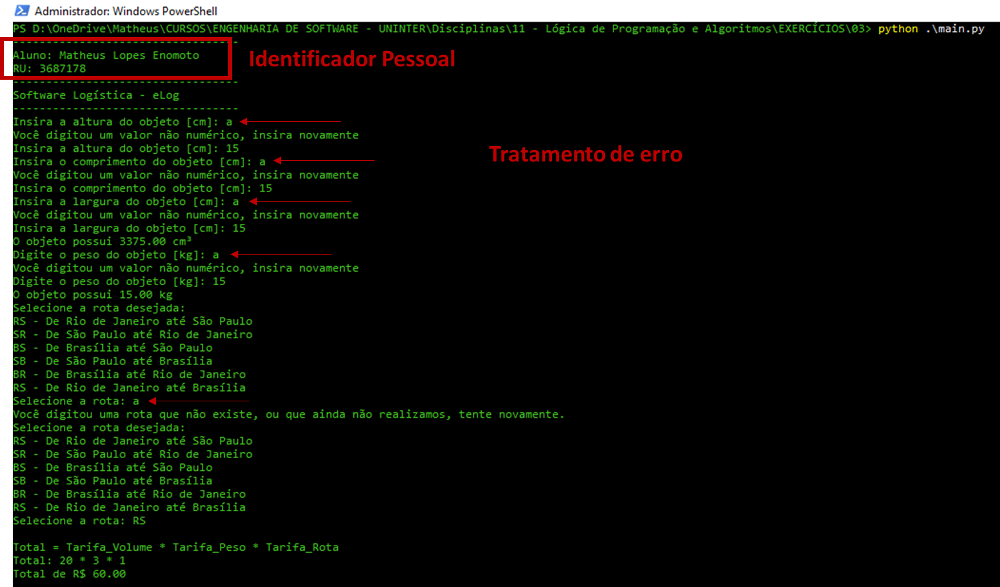 Administrador: Windows PowerShell
PS D:\OneDrive\Matheus\CURSOS\ENGENHARIA DE SOFTWARE - UNINTER\Disciplinas\11 - Lógica de Programação e Algoritmos\EXERCÍCIOS\03> python .\main.py
----------------------------------
Aluno: Matheus Lopes Enomoto
Identificador Pessoal
RU: 3687178
----------------------------------
Software Logística - eLog
----------------------------------
Insira a altura do objeto [cm]: a
Você digitou um valor não numérico, insira novamente
Insira a altura do objeto [cm]: 15
Tratamento de erro
Insira o comprimento do objeto [cm]: a
Você digitou um valor não numérico, insira novamente
Insira o comprimento do objeto [cm]: 15
Insira a largura do objeto [cm]: a
Você digitou um valor não numérico, insira novamente
Insira a largura do objeto [cm]: 15
O objeto possui 3375.00 cm³
Digite o peso do objeto [kg]: a
Você digitou um valor não numérico, insira novamente
Digite o peso do objeto [kg]: 15
O objeto possui 15.00 kg
Selecione a rota desejada:
RS - De Rio de Janeiro até São Paulo
SR - De São Paulo até Rio de Janeiro
BS - De Brasília até São Paulo
SB - De São Paulo até Brasília
BR - De Brasília até Rio de Janeiro
RS - De Rio de Janeiro até Brasília
Selecione a rota: a
Você digitou uma rota que não existe, ou que ainda não realizamos, tente novamente.
Selecione a rota desejada:
RS - De Rio de Janeiro até São Paulo
SR - De São Paulo até Rio de Janeiro
BS - De Brasília até São Paulo
SB - De São Paulo até Brasília
BR - De Brasília até Rio de Janeiro
RS - De Rio de Janeiro até Brasília
Selecione a rota: RS
Total = Tarifa_Volume * Tarifa_Peso * Tarifa_Rota
Total: 20 * 3 * 1
Total de R$ 60.00